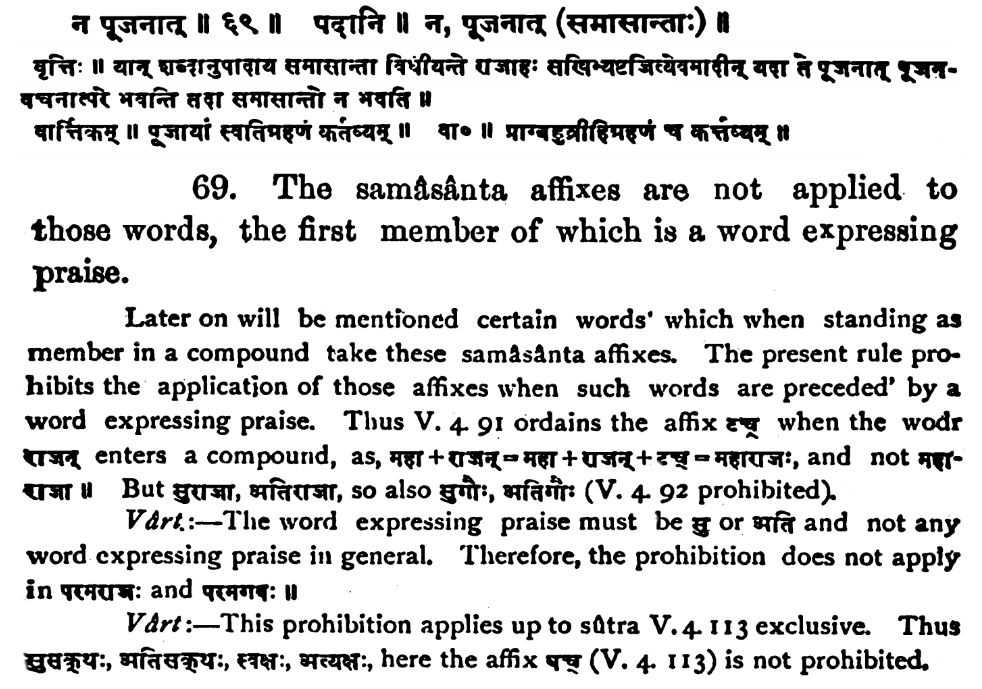 न पूजनात् ॥ ६९ ॥ पदानि ॥ न, पूजनात् (समासान्ताः) ॥
वृत्तिः ॥ यान् शब्दानुपादाय समासान्ता विधीयन्ते राजाहः सखिभ्यष्टजित्येवमादीन् यदा ते पूजनात् पूजन-
वचनात्परे भवन्ति तदा समासान्तो न भवति ॥
वार्त्तिकम् ॥ पूजायां स्वतिग्रहणं कर्तव्यम् ॥ वा० ॥ प्राग्बहुव्रीहिग्रहणं च कर्त्तव्यम् ॥
69. The samâsânta affixes are not applied to
those words, the first member of which is a word expressing
praise.
Later on will be mentioned certain words' which when standing as
member in a compound take these samâsânta affixes. The present rule pro-
hibits the application of those affixes when such words are preceded' by a
word expressing praise. Thus V. 4. 91 ordains the affix टच् when the wodr
राजन् enters a compound, as, महा + राजन् = महा + राजन् + टच् = महाराजः, and not महा-
राजा ॥ But सुराजा, अतिराजा, so also सुगौः, अतिगौः (V. 4. 92 prohibited).
Vârt:—The word expressing praise must be सु or अति and not any
word expressing praise in general. Therefore, the prohibition does not apply
in परमराजः and परमगवः ॥
Vârt:—This prohibition applies up to sûtra V. 4. 113 exclusive. Thus
सुसक्थः, अतिसक्थः, स्वक्षः, अत्यक्षः, here the affix षच् (V. 4. 113) is not prohibited.